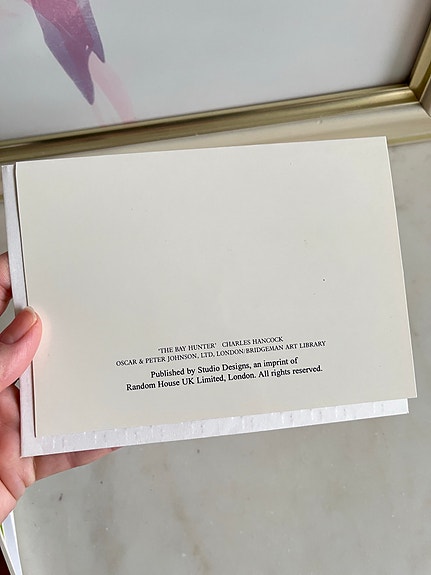 'THE BAY HUNTER' CHARLES HANCOCK
OSCAR & PETER JOHNSON, LTD, LONDON/BRIDGEMAN ART LIBRARY
Published by Studio Designs, an imprint of
Random House UK Limited, London. All rights reserved.